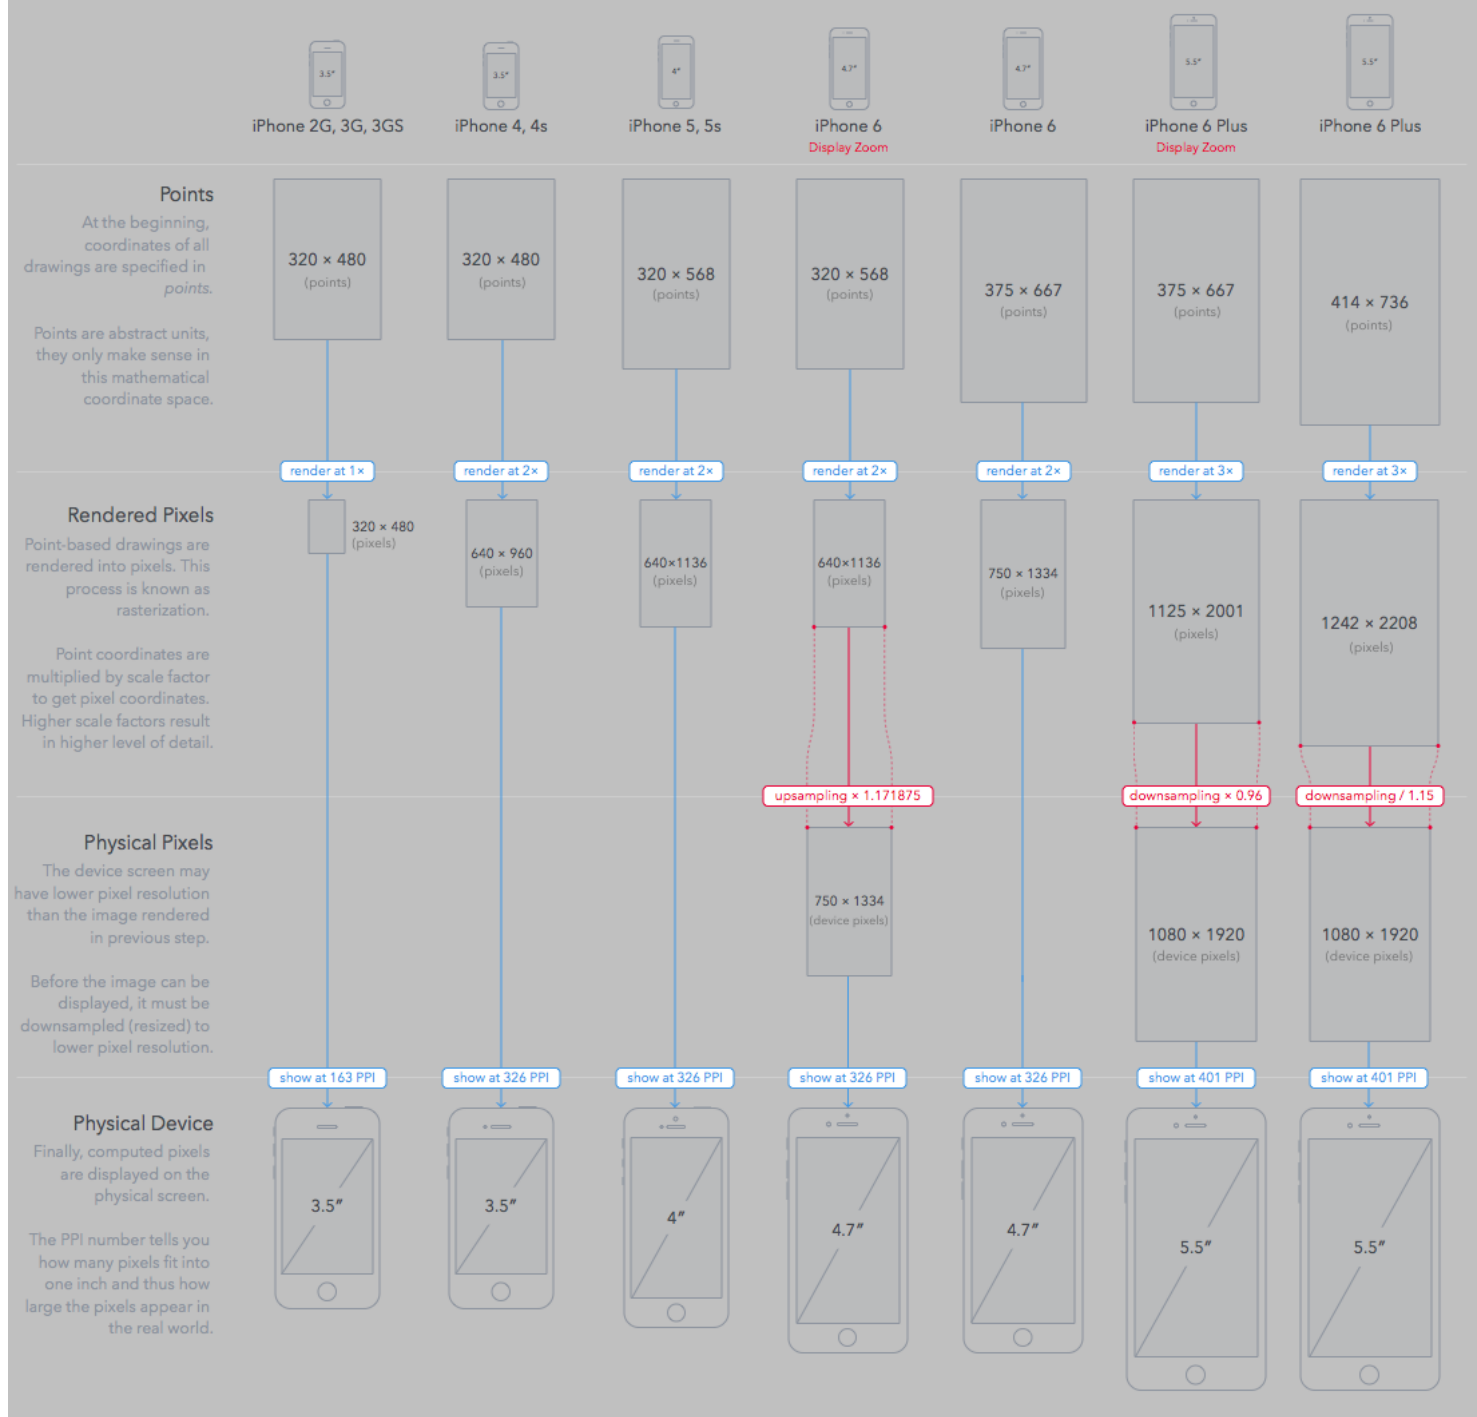 3.5″
3.5″
4″
4.7″
4.7″
5.5″
5.5″
iPhone 2G, 3G, 3GS
iPhone 4, 4s
iPhone 5, 5s
iPhone 6
Display Zoom
iPhone 6
iPhone 6 Plus
Display Zoom
iPhone 6 Plus
Points
At the beginning,
coordinates of all
drawings are specified in
points.
Points are abstract units,
they only make sense in
this mathematical
coordinate space.
320 × 480
(points)
320 × 480
(points)
320 × 568
(points)
320 × 568
(points)
375 × 667
(points)
375 × 667
(points)
414 × 736
(points)
render at 1×
render at 2×
render at 2×
render at 2×
render at 2×
render at 3×
render at 3×
Rendered Pixels
Point-based drawings are
rendered into pixels. This
process is known as
rasterization.
Point coordinates are
multiplied by scale factor
to get pixel coordinates.
Higher scale factors result
in higher level of detail.
320 × 480
(pixels)
640 × 960
(pixels)
640×1136
(pixels)
640×1136
(pixels)
750 × 1334
(pixels)
1125 × 2001
(pixels)
1242 × 2208
(pixels)
upsampling × 1.171875
downsampling × 0.96
downsampling / 1.15
Physical Pixels
The device screen may
have lower pixel resolution
than the image rendered
in previous step.
Before the image can be
displayed, it must be
downsampled (resized) to
lower pixel resolution.
750 × 1334
(device pixels)
1080 × 1920
(device pixels)
1080 × 1920
(device pixels)
show at 163 PPI
show at 326 PPI
show at 326 PPI
show at 326 PPI
show at 326 PPI
show at 401 PPI
show at 401 PPI
Physical Device
Finally, computed pixels
are displayed on the
physical screen.
The PPI number tells you
how many pixels fit into
one inch and thus how
large the pixels appear in
the real world.
3.5″
3.5″
4″
4.7″
4.7″
5.5″
5.5″